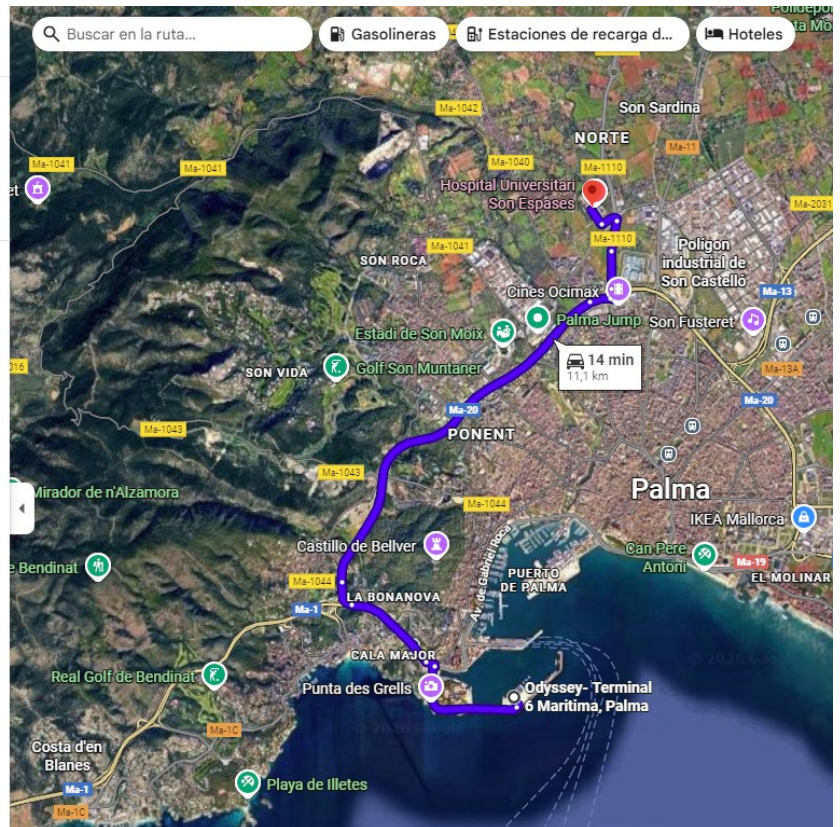 Buscar en la ruta...
Gasolineras
Estaciones de recarga d...
Hoteles
Ma-1042
Son Sardina
NORTE
Ma-11
Ma-1041
Ma-1041
Ma-1040
Ma-1110
Hospital Universitari
Son Espases
Ma-2031
Ma-1110
Ma-1041
SON ROCA
Polígon
industrial de
Son Castelló
Cines Ocimax
Ma-13
Palma Jump
Son Fusteret
Estadi de Son Moix
14 min
11,1 km
Golf Son Muntaner
SON VIDA
Ma-13A
Ma-20
Ma-20
Ma-1043
PONENT
Ma-1043
Mirador de n'Alzamora
Palma
Ma-1044
IKEA Mallorca
Castillo de Bellver
Av. de Gabriel Roca
Can Pere
Antoni
Ma-19
e Bendinat
PUERTO
DE PALMA
EL MOLINAR
Ma-1044
LA BONANOVA
Ma-1
CALA MAJOR
© 2026 Google
Real Golf de Bendinat
Punta des Grells
Odyssey- Terminal
6 Maritima, Palma
Ma-1C
Costa d'en
Blanes
Ma-1
Playa de Illetes
Ma-1C